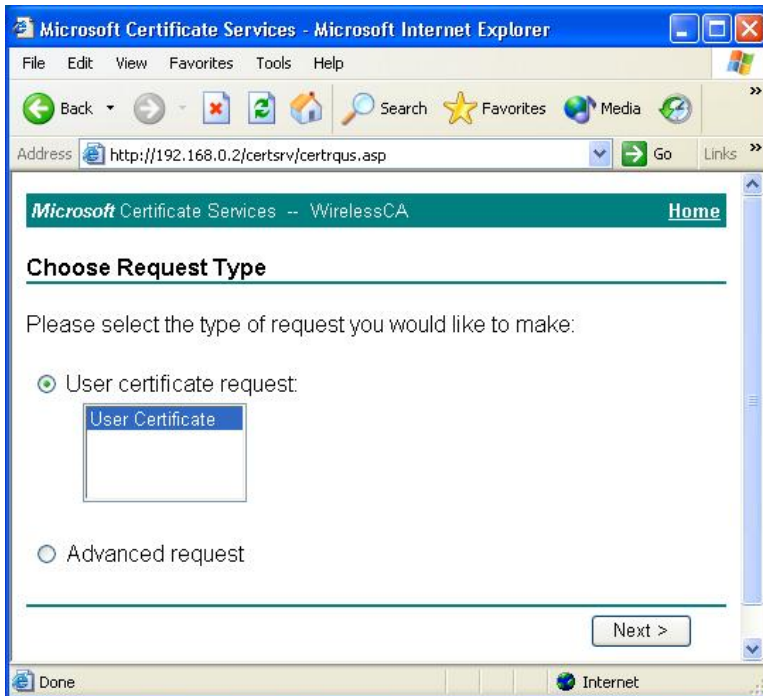 Microsoft Certificate Services - Microsoft Internet Explorer
File Edit View Favorites Tools Help
Back Search Favorites Media »
Address http://192.168.0.2/certsrv/certrqus.asp Go Links »
Microsoft Certificate Services -- WirelessCA Home
Choose Request Type
Please select the type of request you would like to make:
User certificate request:
User Certificate
Advanced request
Next >
Done Internet